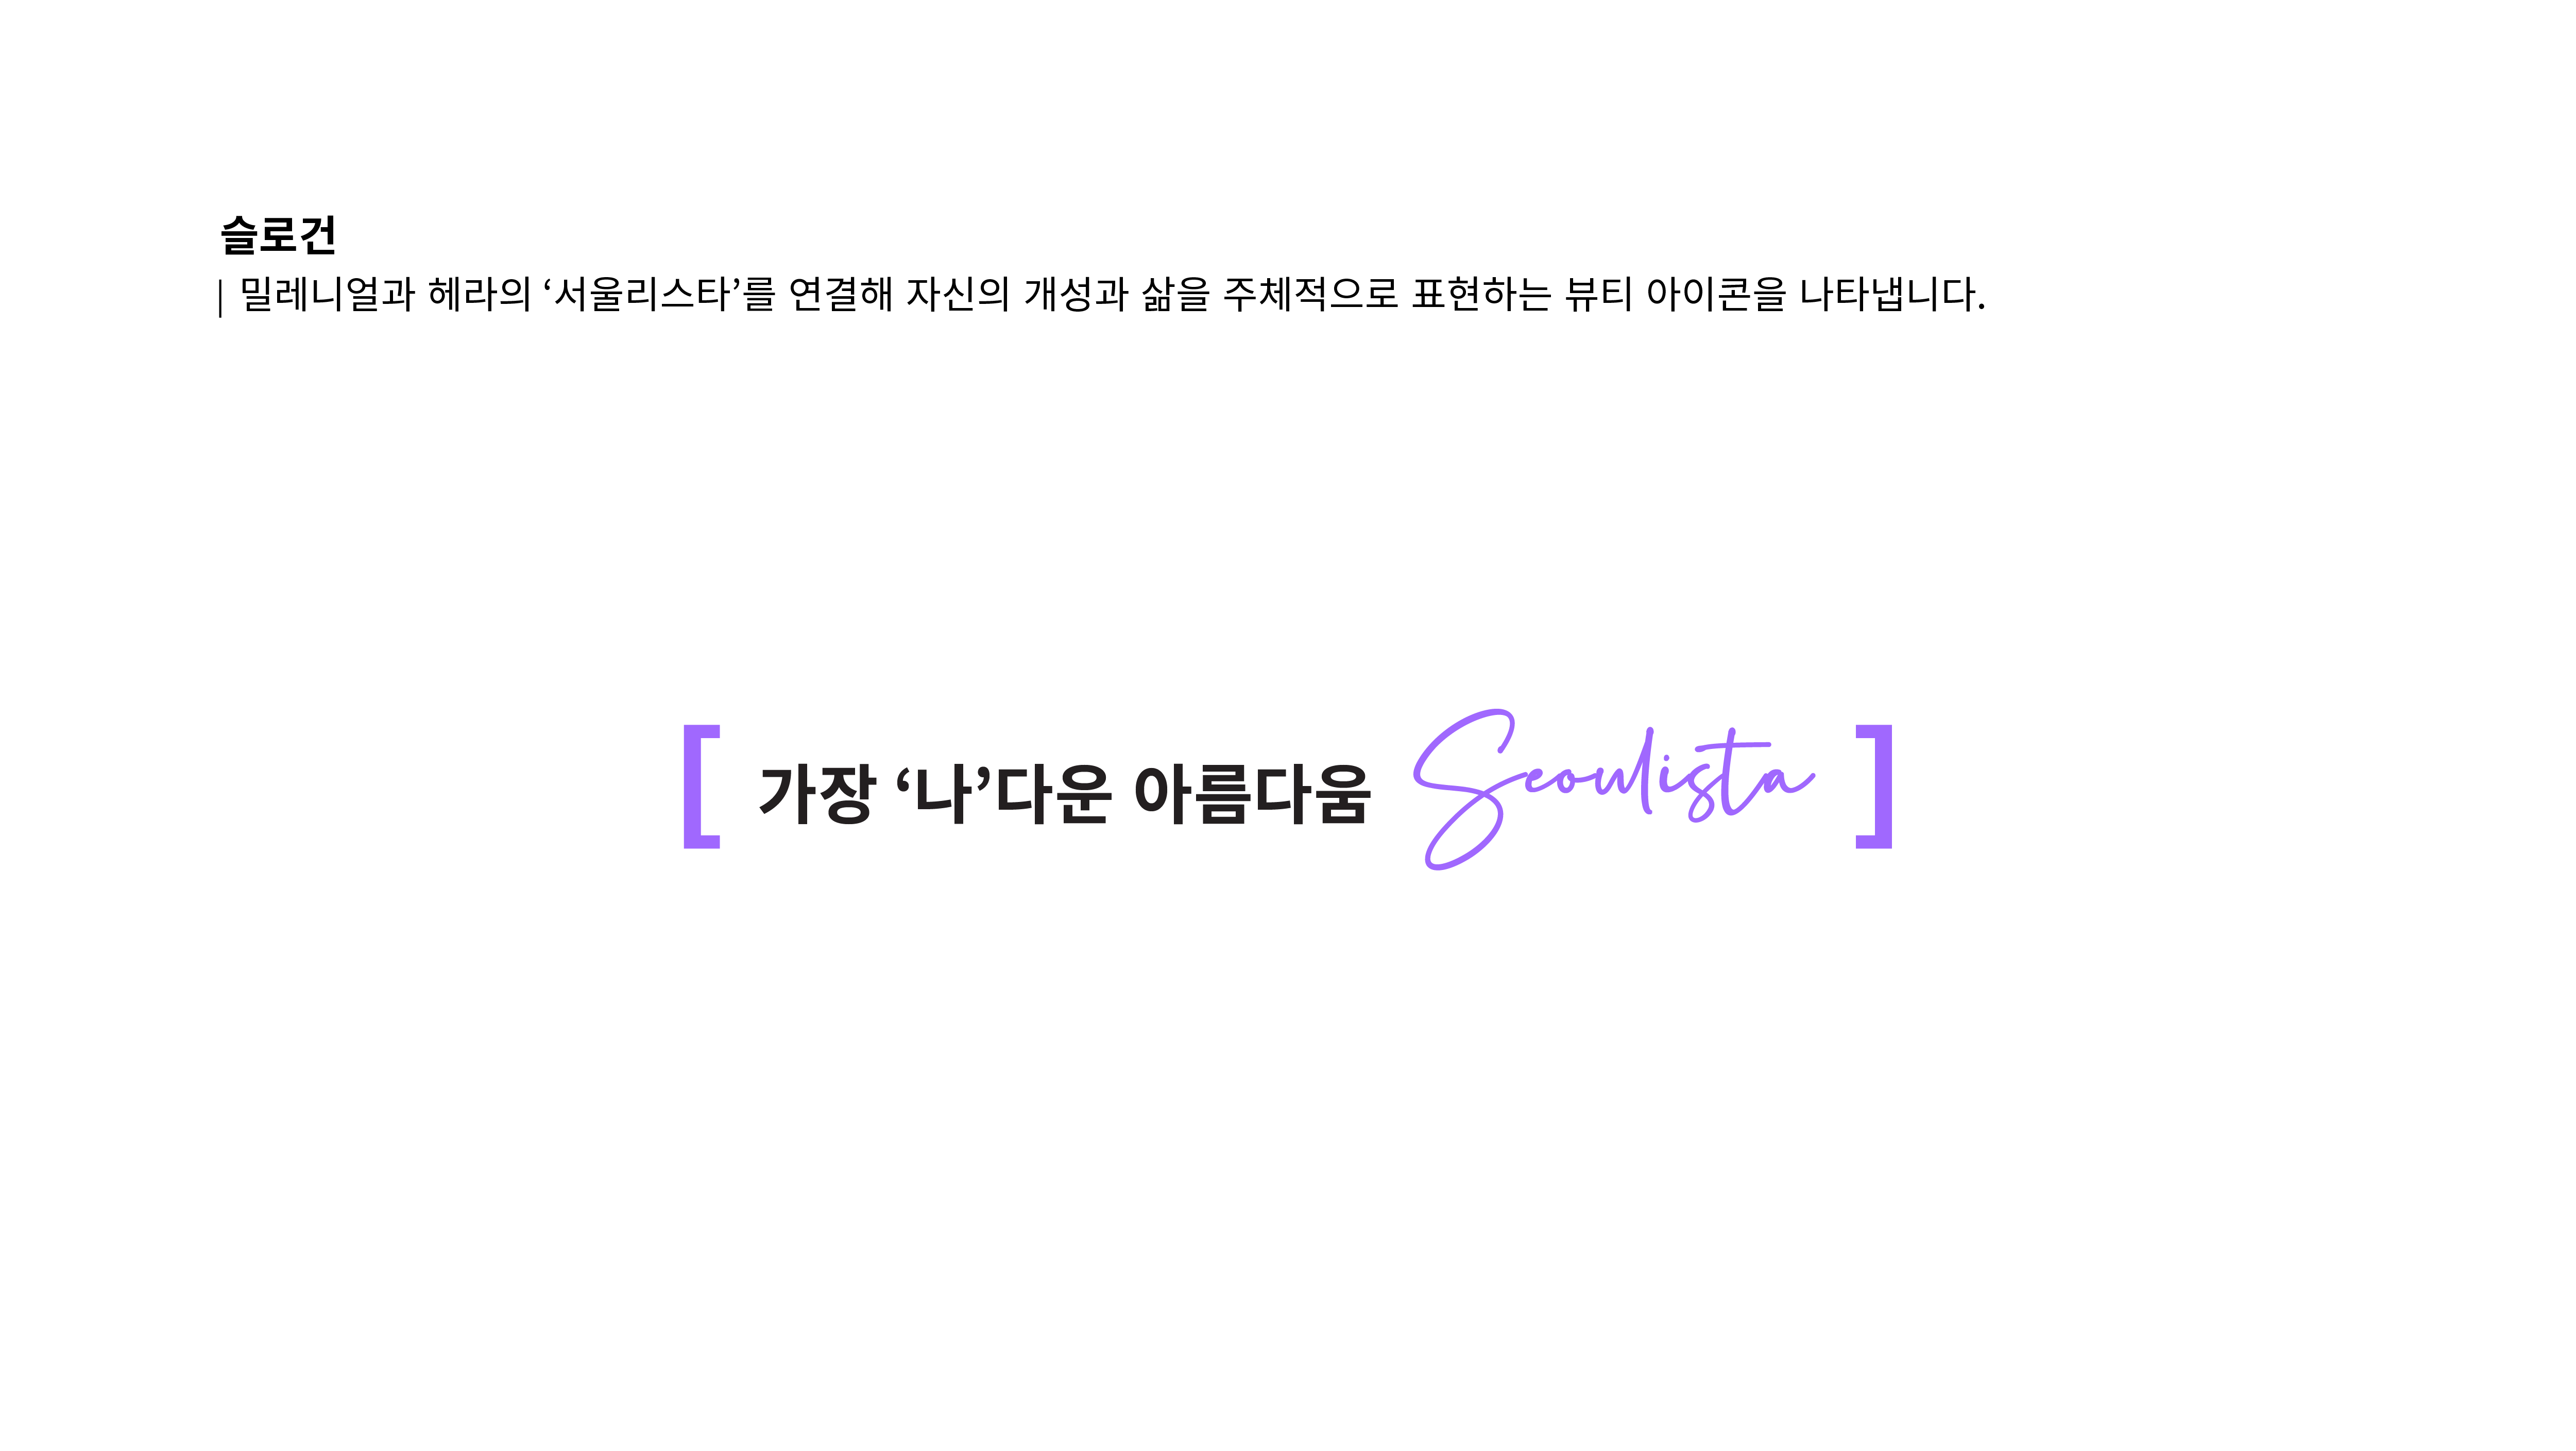 슬로건
| 밀레니얼과 헤라의 ‘서울리스타’를 연결해 자신의 개성과 삶을 주체적으로 표현하는 뷰티 아이콘을 나타냅니다.
[ 가장 ‘나’다운 아름다움 Seoulista ]